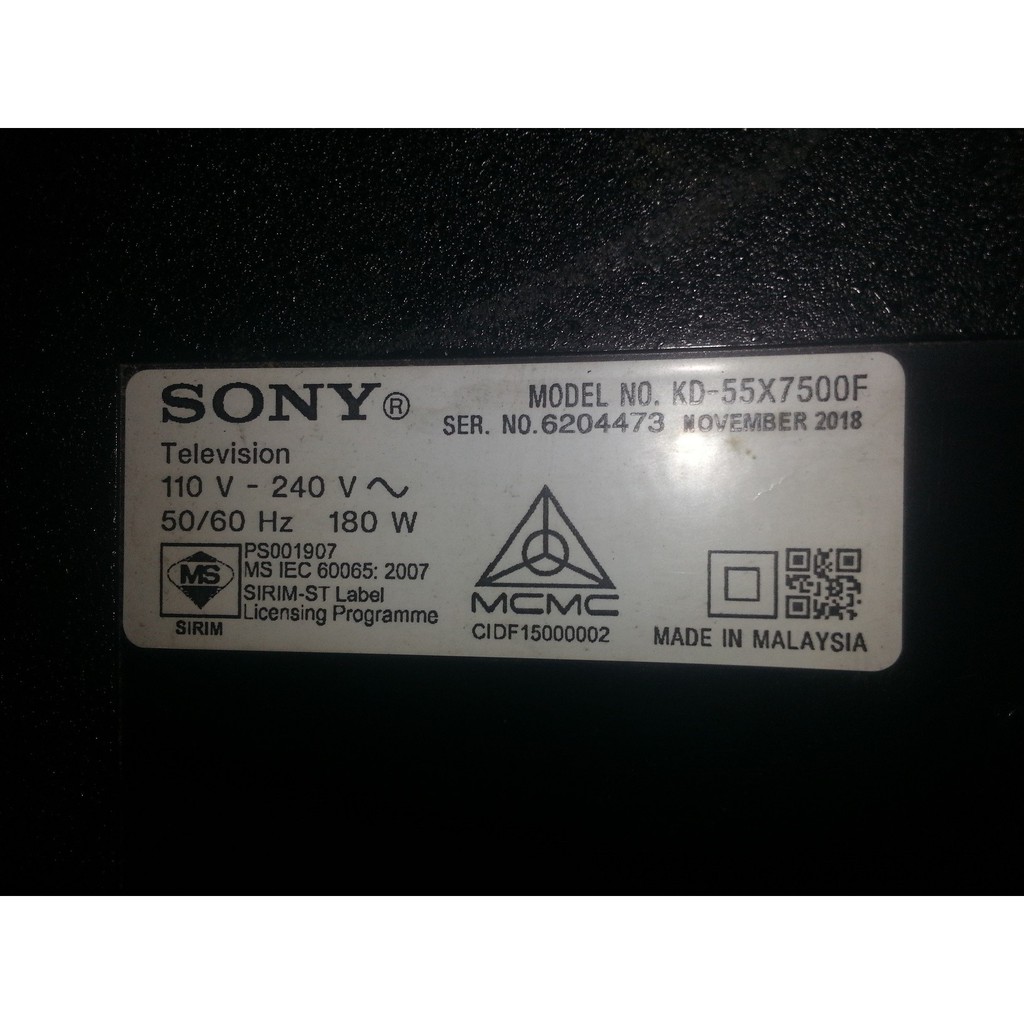 SONY®
MODEL NO. KD-55X7500F
SER. NO.6204473 NOVEMBER 2018
Television
110 V - 240 V ~
50/60 Hz 180 W
PS001907
MS IEC 60065: 2007
SIRIM-ST Label
Licensing Programme
MS
SIRIM
MCMC
CIDF15000002
MADE IN MALAYSIA